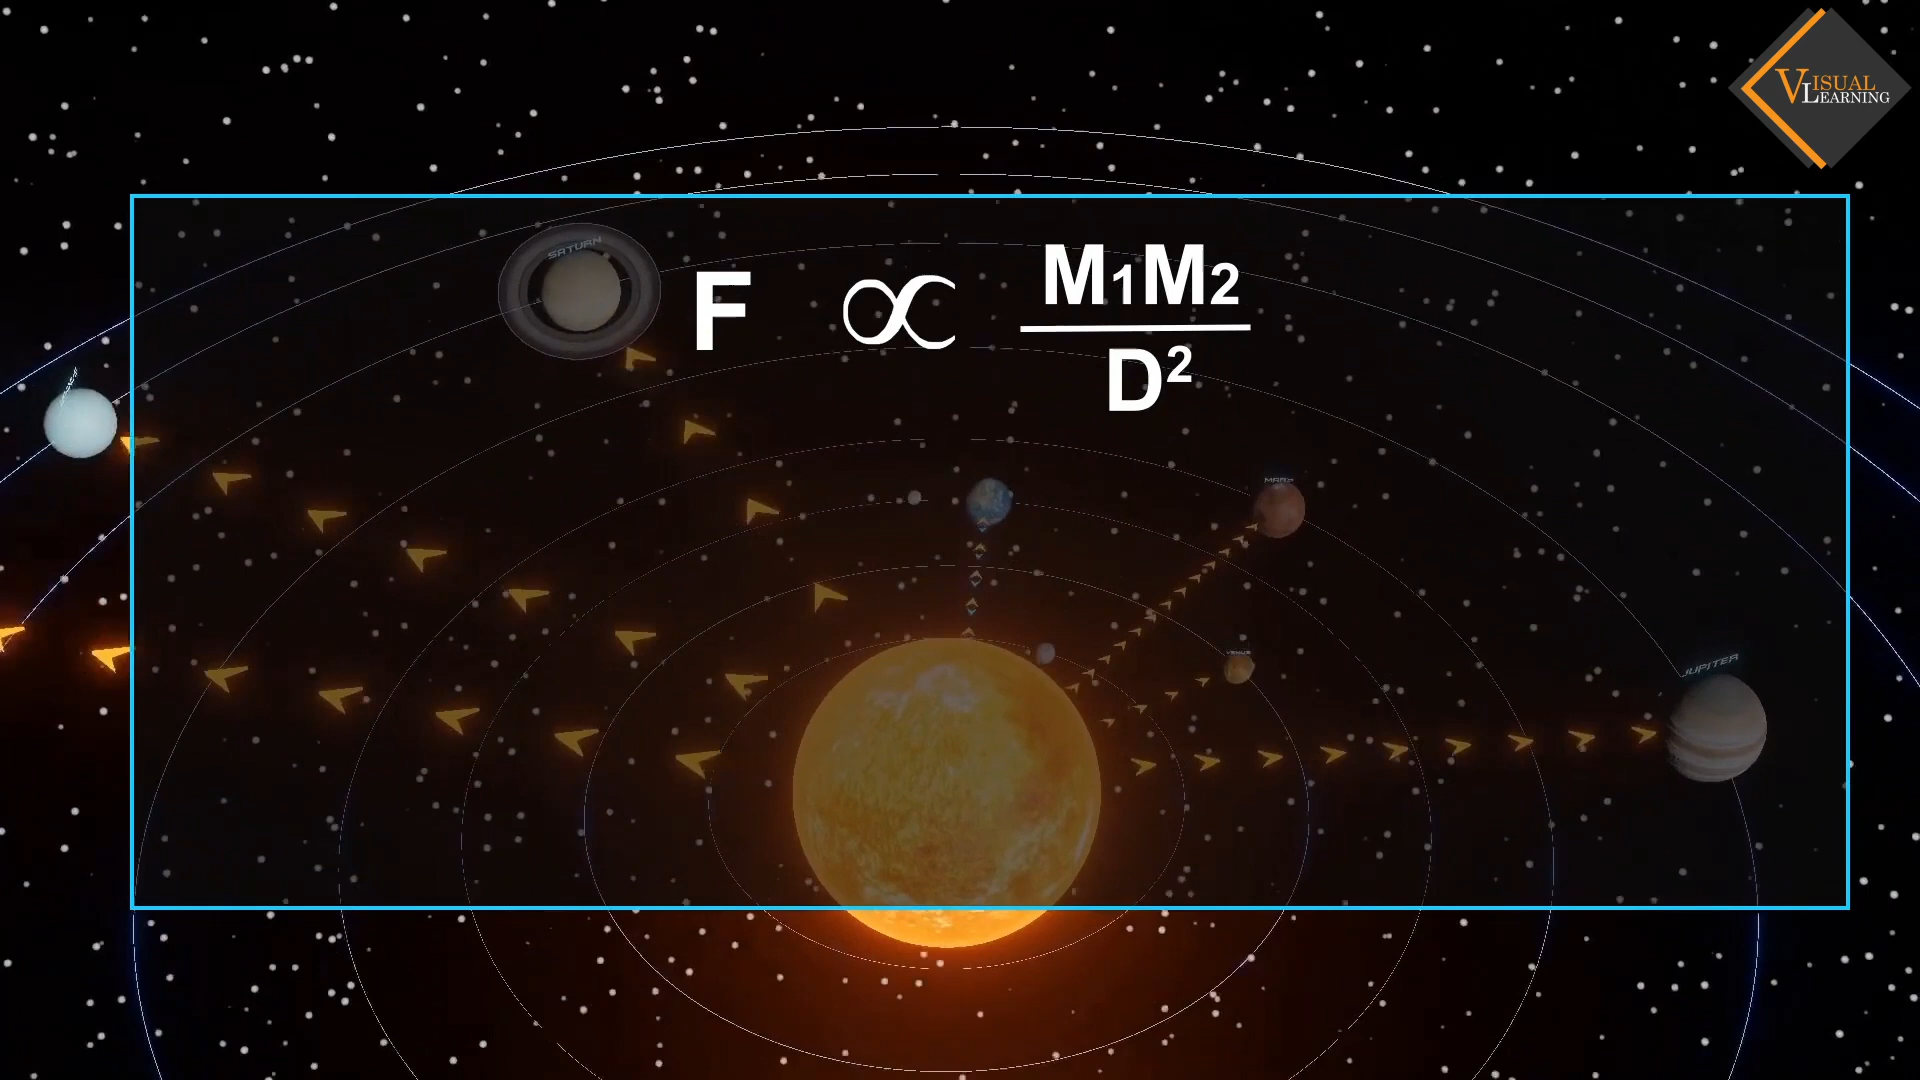 VISUAL
LEARNING
SATURN
F ∝ M1M2
D²
MARS
VENUS
JUPITER